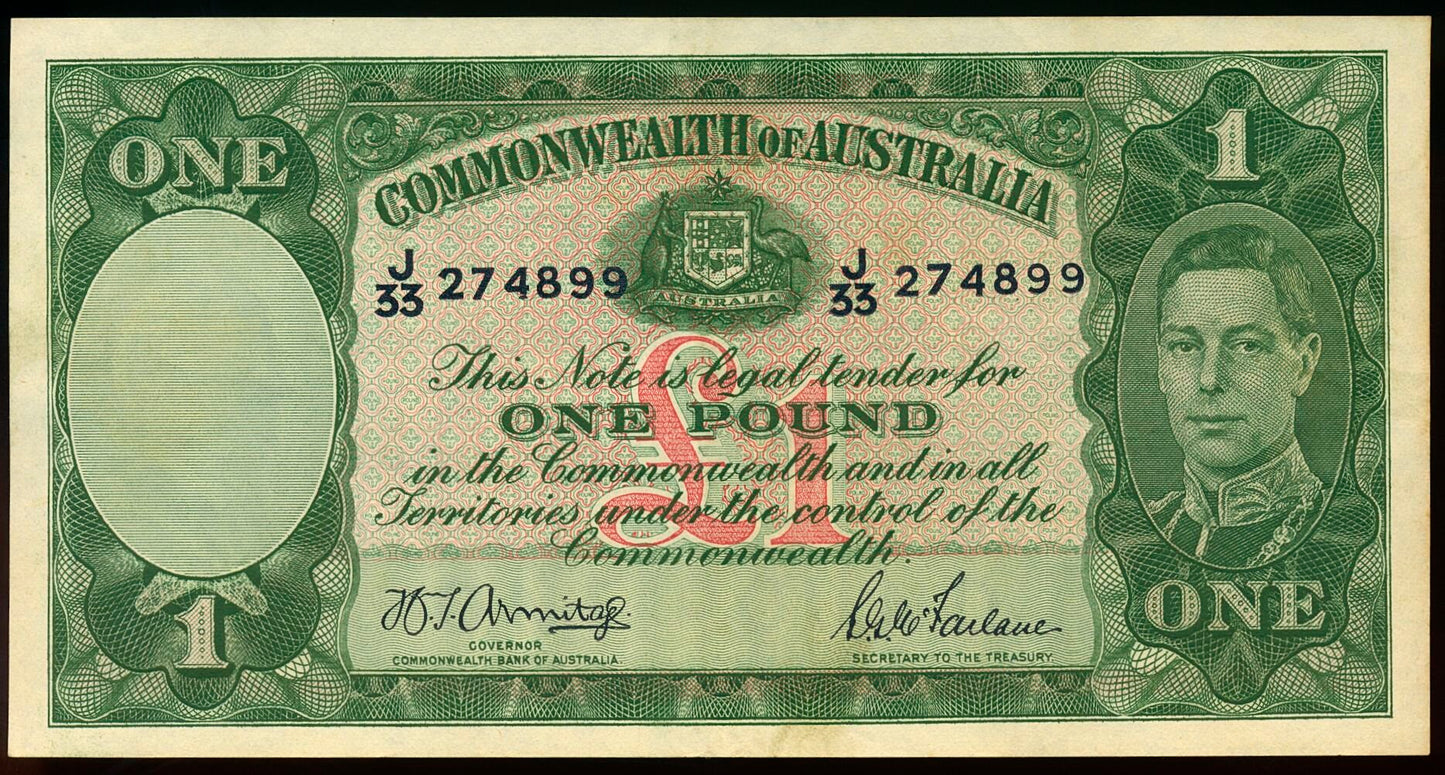 ONE
1
COMMONWEALTH OF AUSTRALIA
AUSTRALIA
J/33 274899
J/33 274899
This Note is legal tender for
ONE POUND
in the Commonwealth and in all
Territories under the control of the
Commonwealth.
£1
H.T. Armitage.
GOVERNOR
COMMONWEALTH BANK OF AUSTRALIA.
S.G. McFarlane
SECRETARY TO THE TREASURY.
1
ONE